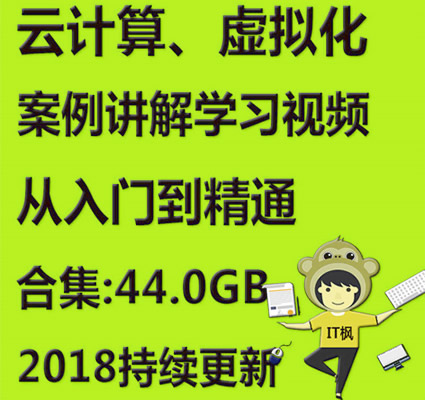 云计算、虚拟化
案例讲解学习视频
从入门到精通
合集:44.0GB
IT枫
2018持续更新